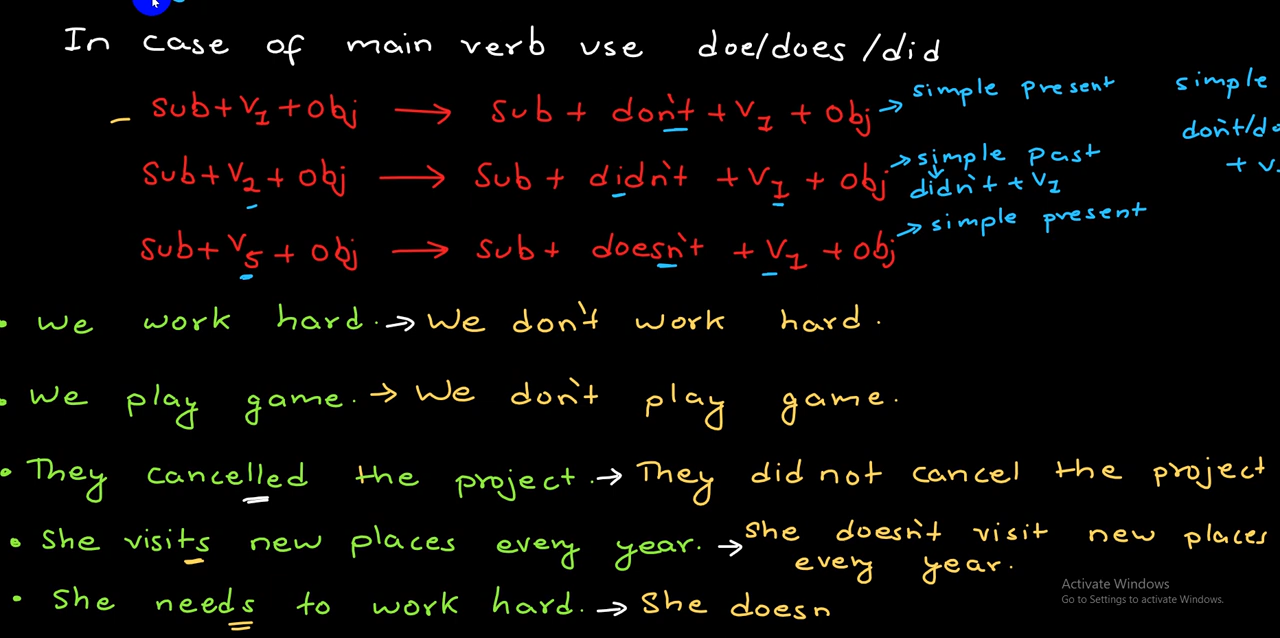 In case of main verb use doe/does/did
Sub+V1+Obj → Sub + don't + V1 + Obj → simple present
Sub+V2+Obj → Sub + didn't + V1 + Obj → simple past
didn't + V1
Sub+V5+Obj → Sub + doesn't + V1 + Obj → simple present
simple
don't/do
+ V
• We work hard. → We don't work hard.
• We play game. → We don't play game.
• They cancelled the project. → They did not cancel the project
• She visits new places every year. → She doesn't visit new places
every year.
• She needs to work hard. → She doesn
Activate Windows
Go to Settings to activate Windows.